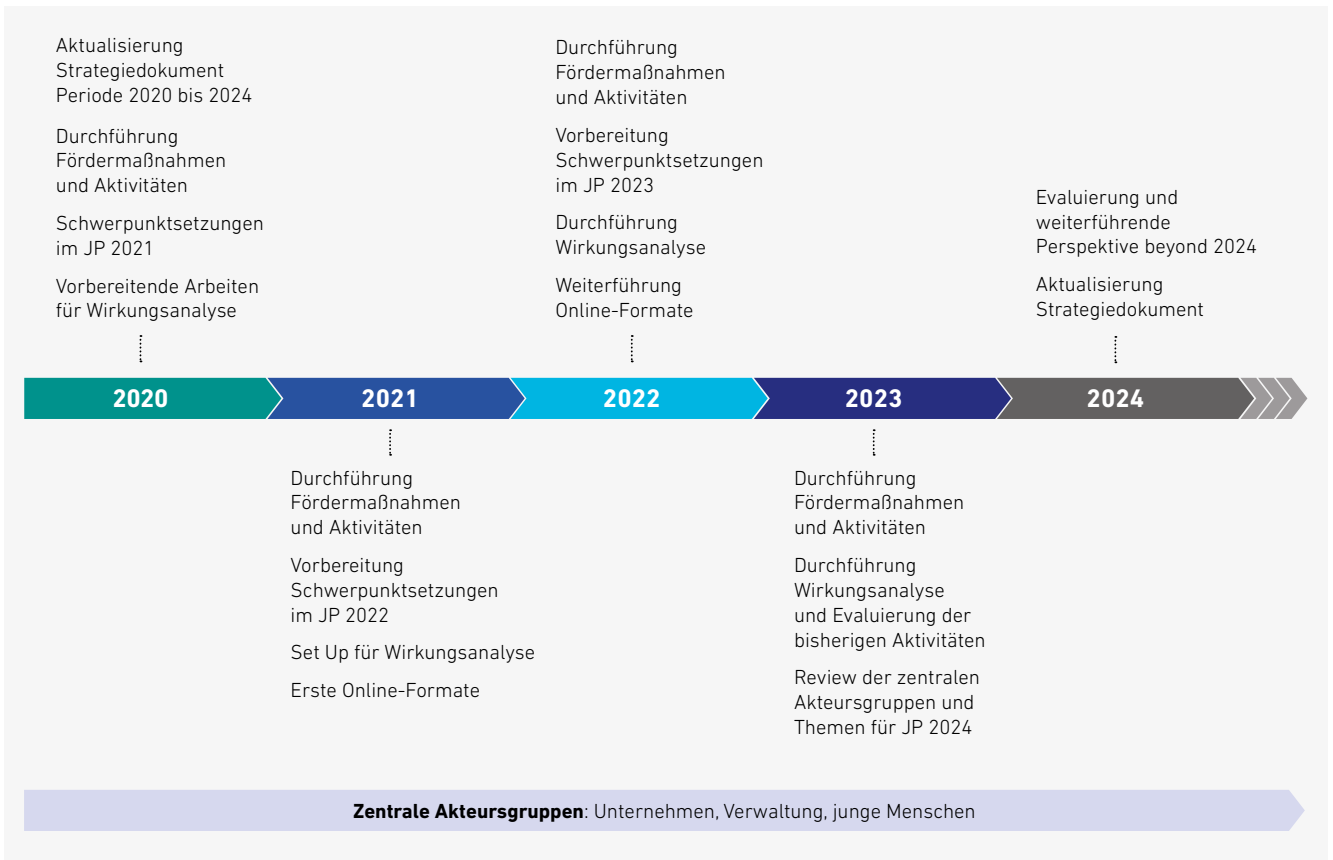 Aktualisierung
Strategiedokument
Periode 2020 bis 2024
Durchführung
Fördermaßnahmen
und Aktivitäten
Schwerpunktsetzungen
im JP 2021
Vorbereitende Arbeiten
für Wirkungsanalyse
Durchführung
Fördermaßnahmen
und Aktivitäten
Vorbereitung
Schwerpunktsetzungen
im JP 2023
Durchführung
Wirkungsanalyse
Weiterführung
Online-Formate
Evaluierung und
weiterführende
Perspektive beyond 2024
Aktualisierung
Strategiedokument
2020 2021 2022 2023 2024
Durchführung
Fördermaßnahmen
und Aktivitäten
Vorbereitung
Schwerpunktsetzungen
im JP 2022
Set Up für Wirkungsanalyse
Erste Online-Formate
Durchführung
Fördermaßnahmen
und Aktivitäten
Durchführung
Wirkungsanalyse
und Evaluierung der
bisherigen Aktivitäten
Review der zentralen
Akteursgruppen und
Themen für JP 2024
Zentrale Akteursgruppen: Unternehmen, Verwaltung, junge Menschen